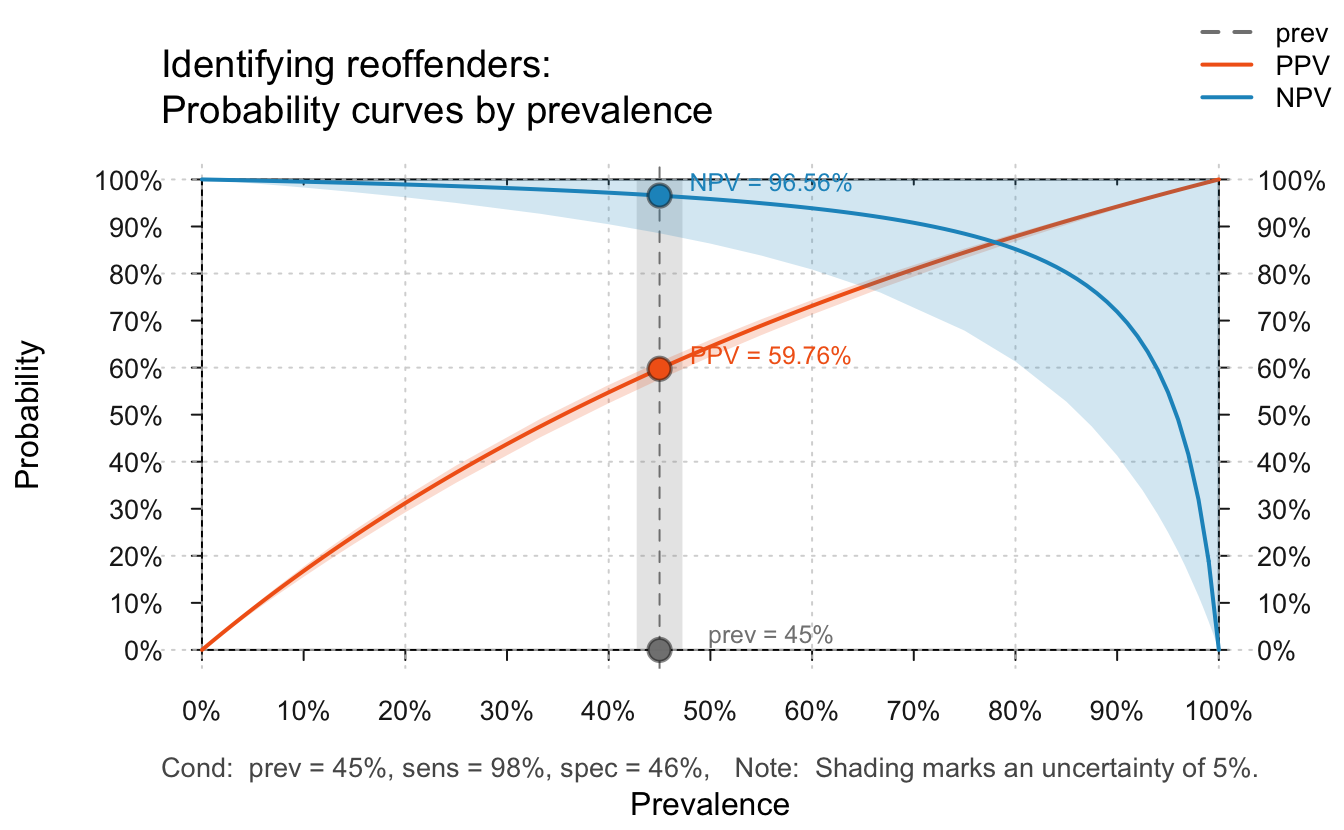 prev
PPV
NPV
Identifying reoffenders:
Probability curves by prevalence
Probability
100%
90%
80%
70%
60%
50%
40%
30%
20%
10%
0%
NPV = 96.56%
PPV = 59.76%
prev = 45%
100%
90%
80%
70%
60%
50%
40%
30%
20%
10%
0%
0% 10% 20% 30% 40% 50% 60% 70% 80% 90% 100%
Cond: prev = 45%, sens = 98%, spec = 46%, Note: Shading marks an uncertainty of 5%.
Prevalence